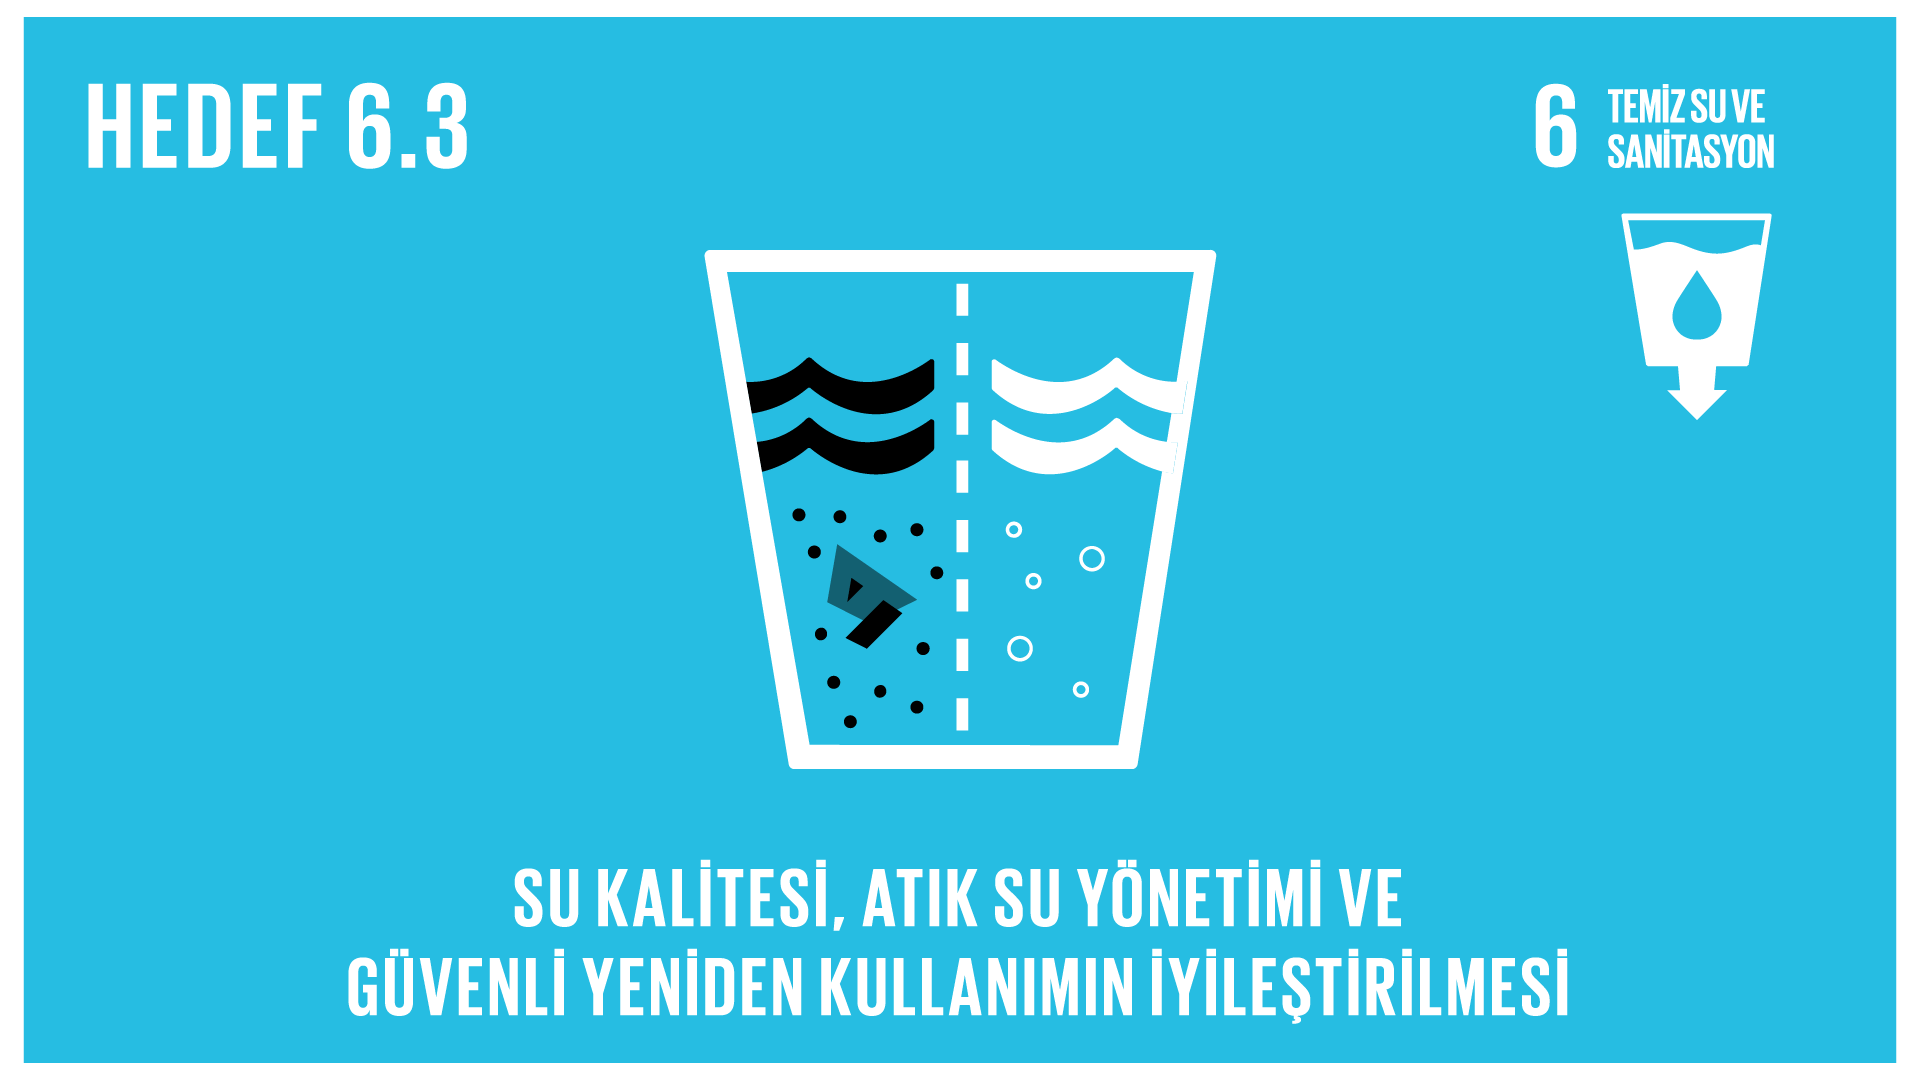 HEDEF 6.3
6 TEMİZ SU VE
SANİTASYON
SU KALİTESİ, ATIK SU YÖNETİMİ VE
GÜVENLİ YENİDEN KULLANIMIN İYİLEŞTİRİLMESİ